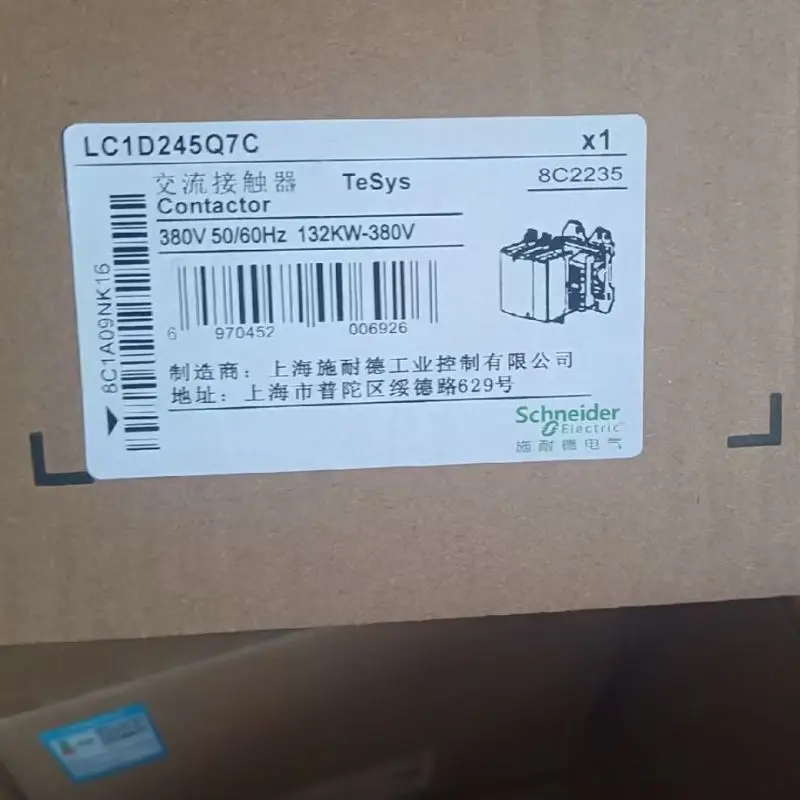 LC1D245Q7C x1
交流接触器 TeSys 8C2235
Contactor
380V 50/60Hz 132KW-380V
8C1A09NK16
6 970452 006926
制造商：上海施耐德工业控制有限公司
地址：上海市普陀区绥德路629号
Schneider
Electric
施耐德电气